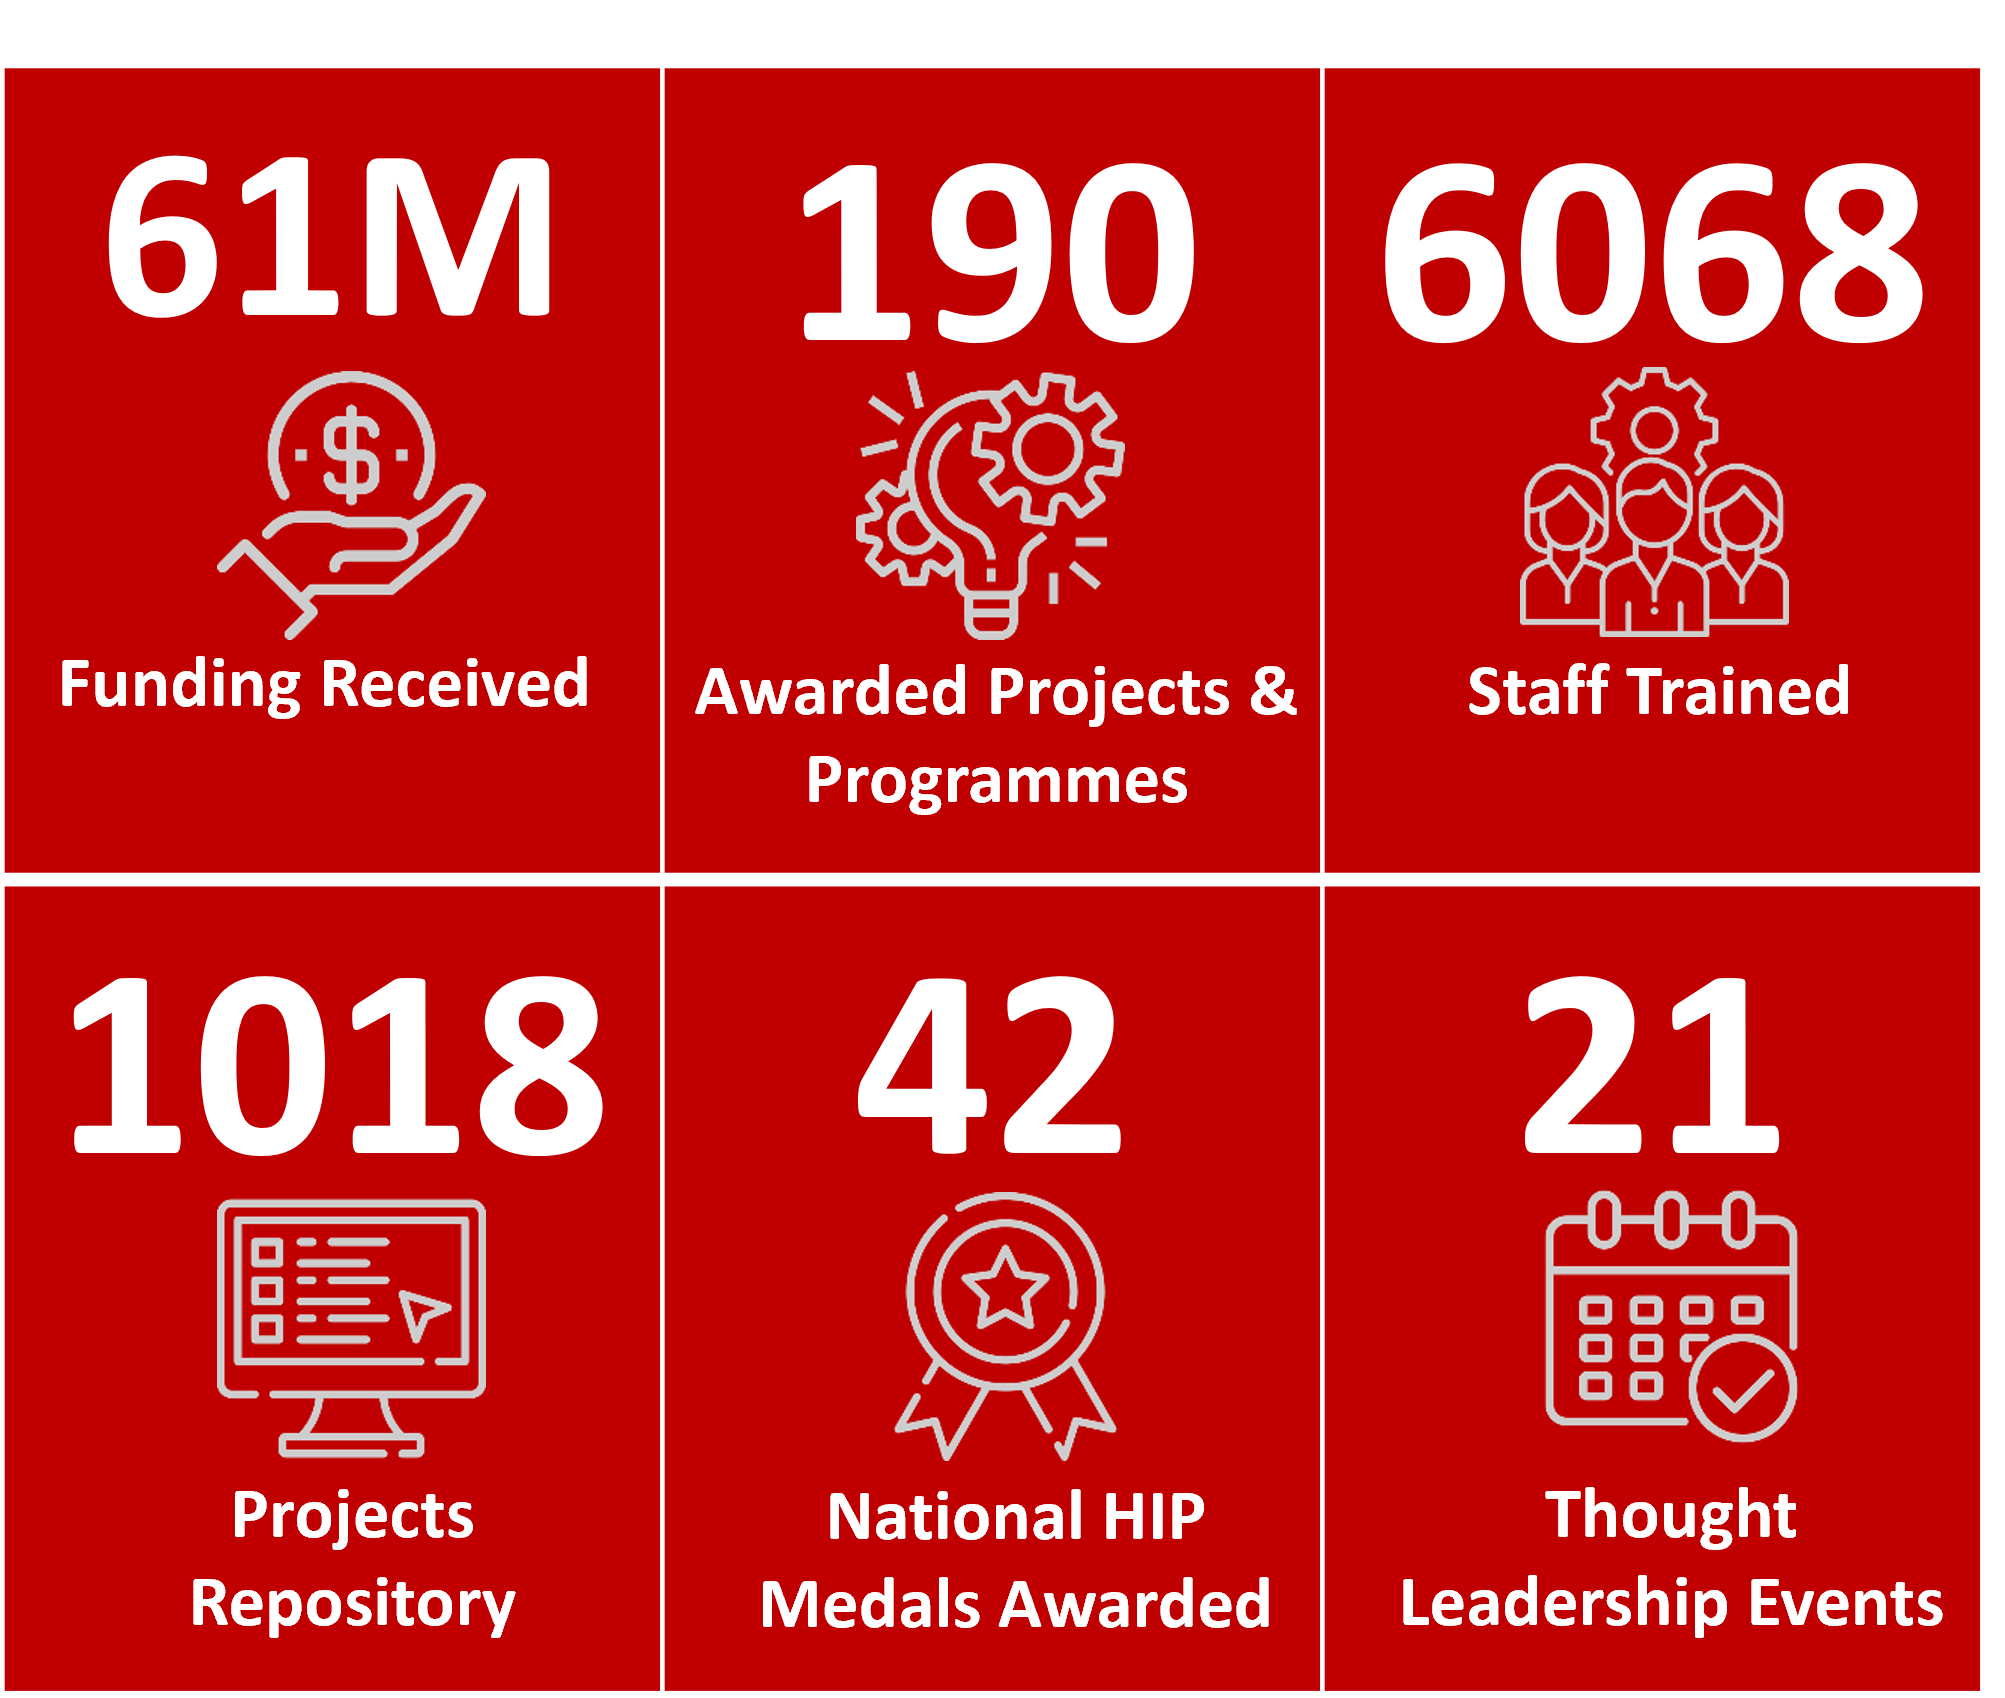 61M
$
Funding Received
190
Awarded Projects &
Programmes
6068
Staff Trained
1018
Projects
Repository
42
National HIP
Medals Awarded
21
Thought
Leadership Events